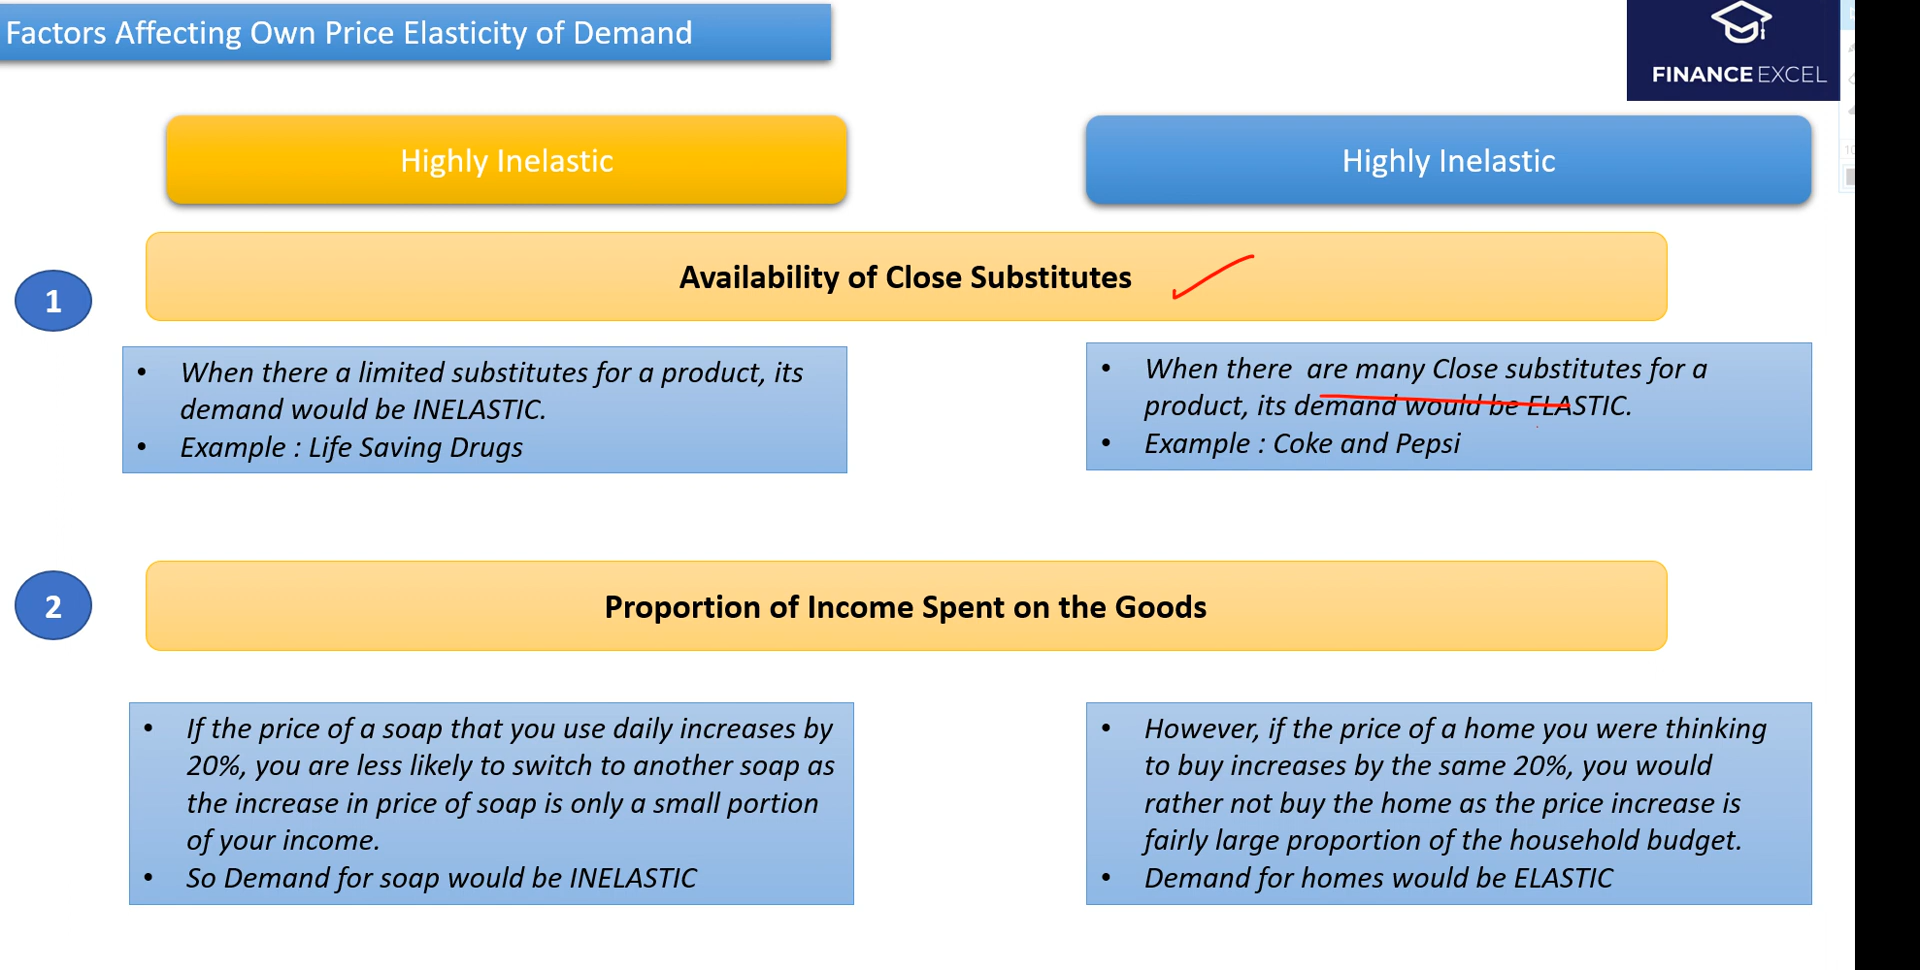 Factors Affecting Own Price Elasticity of Demand
FINANCE EXCEL
Highly Inelastic
Highly Inelastic
1
Availability of Close Substitutes
• When there a limited substitutes for a product, its
demand would be INELASTIC.
• Example : Life Saving Drugs
• When there are many Close substitutes for a
product, its demand would be ELASTIC.
• Example : Coke and Pepsi
2
Proportion of Income Spent on the Goods
• If the price of a soap that you use daily increases by
20%, you are less likely to switch to another soap as
the increase in price of soap is only a small portion
of your income.
• So Demand for soap would be INELASTIC
• However, if the price of a home you were thinking
to buy increases by the same 20%, you would
rather not buy the home as the price increase is
fairly large proportion of the household budget.
• Demand for homes would be ELASTIC